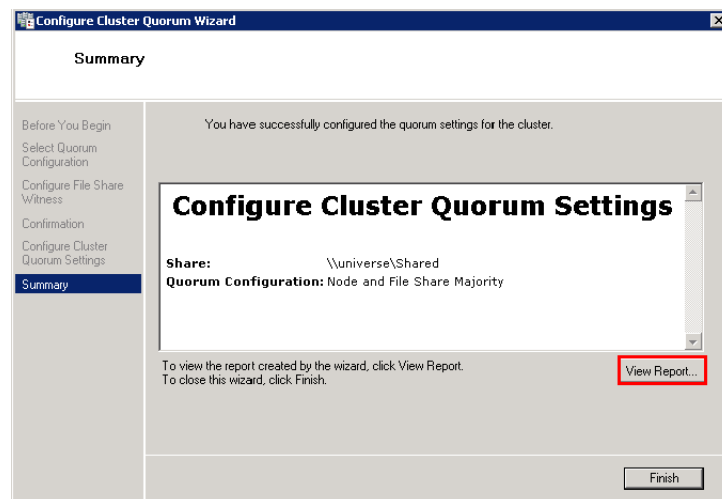 Configure Cluster Quorum Wizard
Summary
Before You Begin
Select Quorum
Configuration
Configure File Share
Witness
Confirmation
Configure Cluster
Quorum Settings
Summary
You have successfully configured the quorum settings for the cluster.
Configure Cluster Quorum Settings
Share: \\universe\Shared
Quorum Configuration: Node and File Share Majority
To view the report created by the wizard, click View Report.
To close this wizard, click Finish.
View Report...
Finish